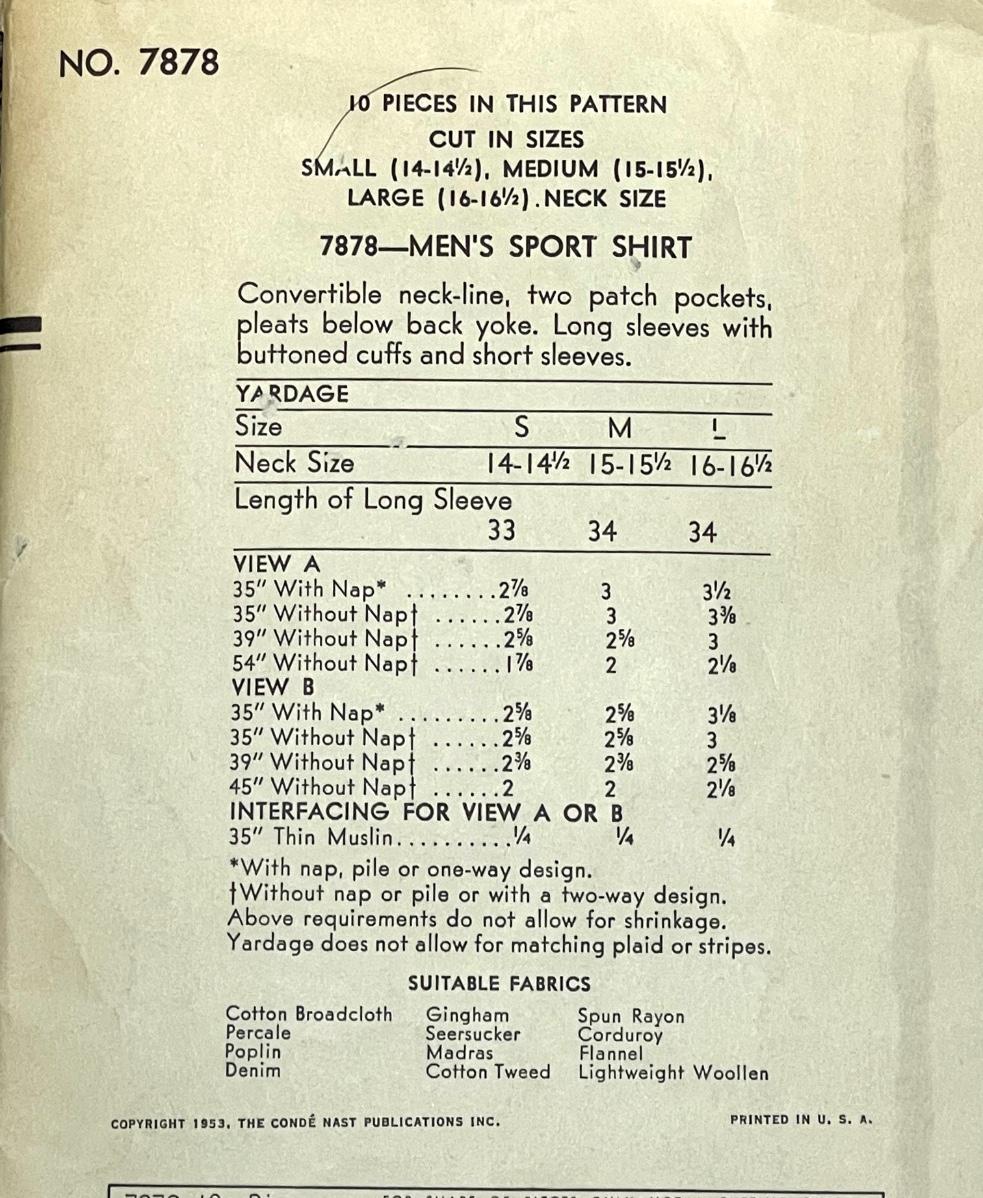 NO. 7878
10 PIECES IN THIS PATTERN
CUT IN SIZES
SMALL (14-14½), MEDIUM (15-15½),
LARGE (16-16½). NECK SIZE
7878—MEN'S SPORT SHIRT
Convertible neck-line, two patch pockets,
pleats below back yoke. Long sleeves with
buttoned cuffs and short sleeves.
YARDAGE
Size S M L
Neck Size 14-14½ 15-15½ 16-16½
Length of Long Sleeve
33 34 34
VIEW A
35" With Nap* ........2⅞ 3 3½
35" Without Nap† ......2⅞ 3 3⅜
39" Without Nap† ......2⅝ 2⅝ 3
54" Without Nap† ......1⅞ 2 2⅛
VIEW B
35" With Nap* .........2⅝ 2⅝ 3⅛
35" Without Nap† ......2⅝ 2⅝ 3
39" Without Nap† ......2⅜ 2⅜ 2⅝
45" Without Nap† ......2 2 2⅛
INTERFACING FOR VIEW A OR B
35" Thin Muslin..........¼ ¼ ¼
*With nap, pile or one-way design.
†Without nap or pile or with a two-way design.
Above requirements do not allow for shrinkage.
Yardage does not allow for matching plaid or stripes.
SUITABLE FABRICS
Cotton Broadcloth Gingham Spun Rayon
Percale Seersucker Corduroy
Poplin Madras Flannel
Denim Cotton Tweed Lightweight Woollen
COPYRIGHT 1953, THE CONDÉ NAST PUBLICATIONS INC. PRINTED IN U. S. A.